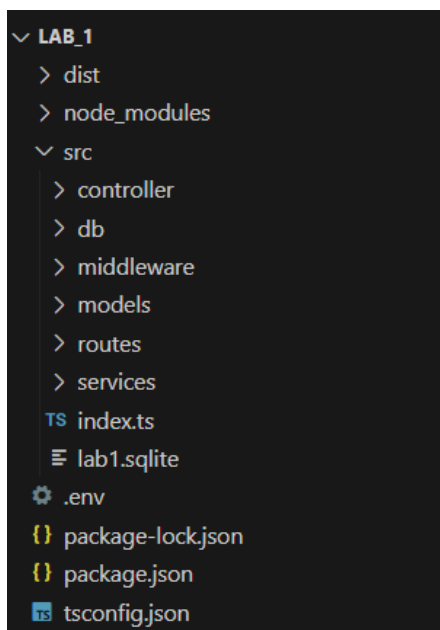 LAB_1
dist
node_modules
src
controller
db
middleware
models
routes
services
TS index.ts
lab1.sqlite
.env
{} package-lock.json
{} package.json
TS tsconfig.json